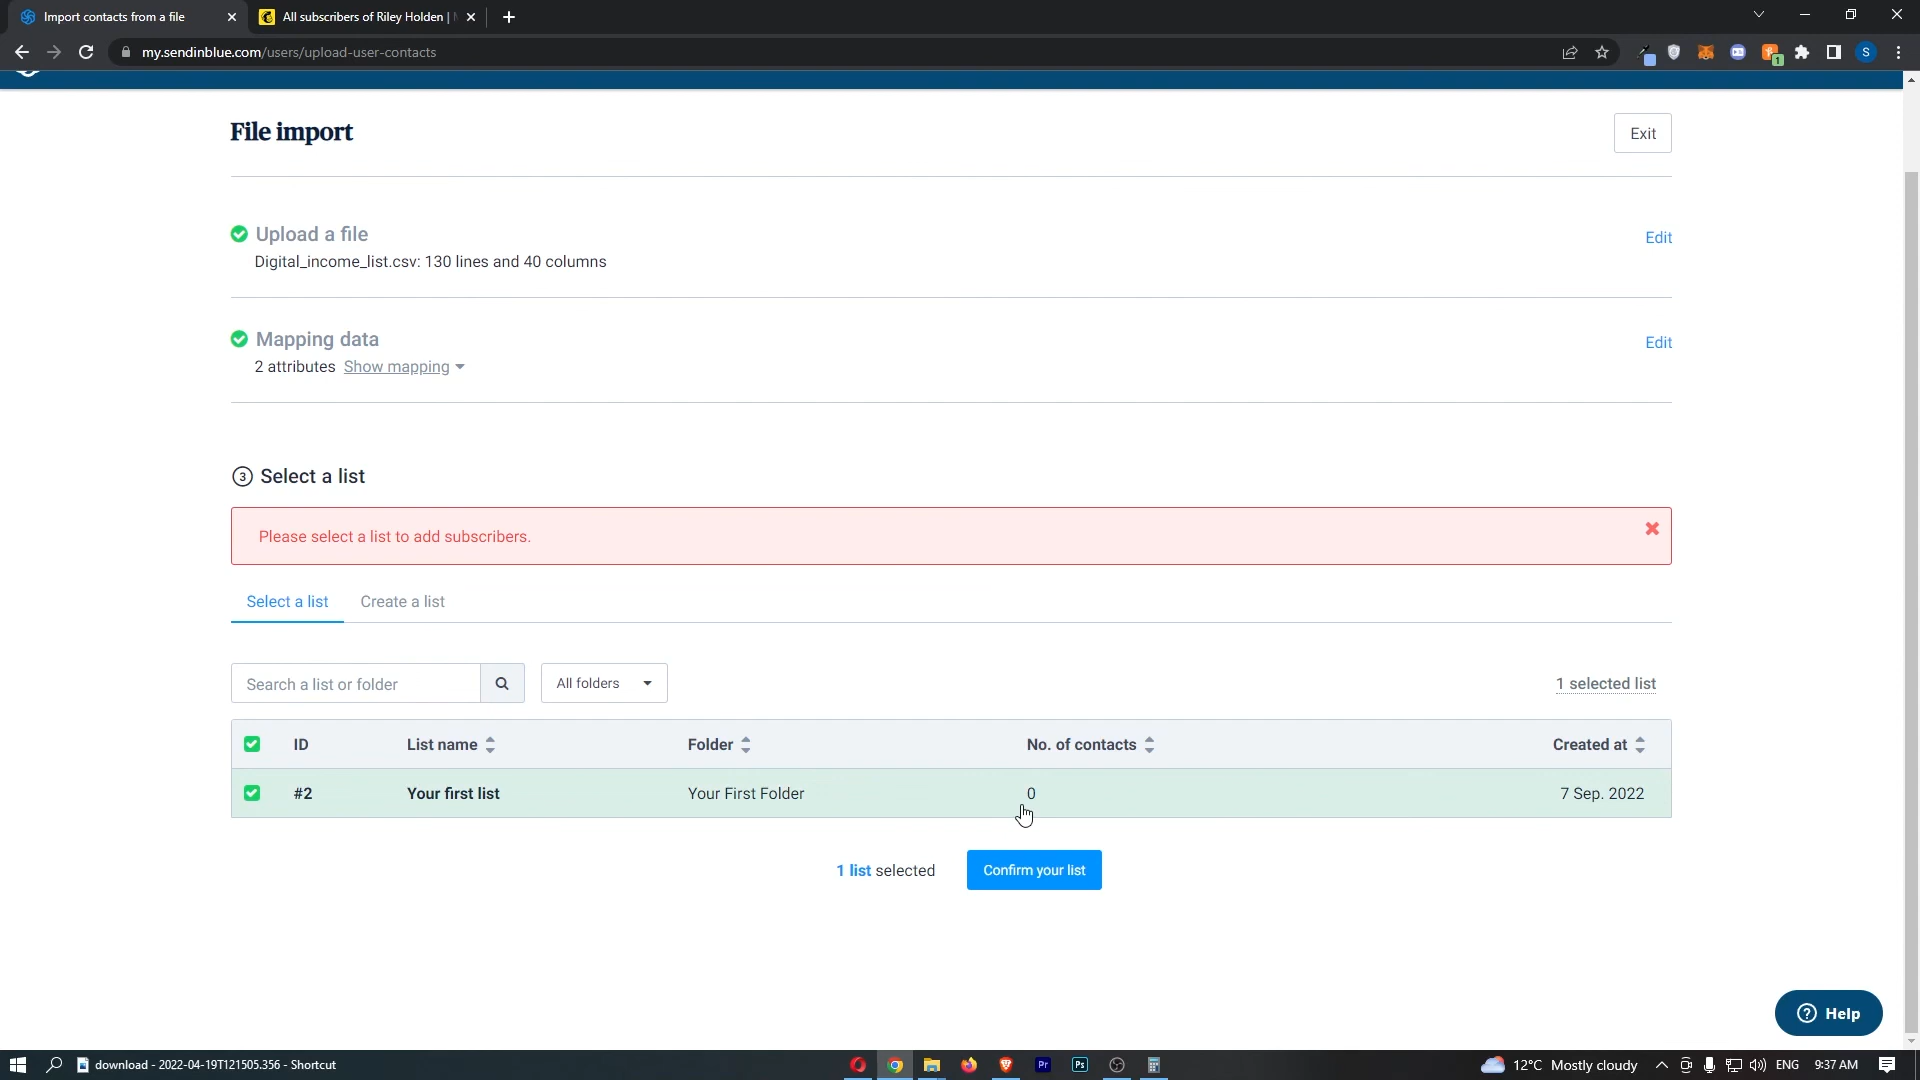 Import contacts from a file
All subscribers of Riley Holden |
my.sendinblue.com/users/upload-user-contacts
S
1
File import
Exit
Upload a file
Edit
Digital_income_list.csv: 130 lines and 40 columns
Mapping data
Edit
2 attributes Show mapping
3 Select a list
Please select a list to add subscribers.
Select a list
Create a list
Search a list or folder
All folders
1 selected list
ID List name Folder No. of contacts Created at
#2 Your first list Your First Folder 0 7 Sep. 2022
1 list selected
Confirm your list
? Help
download - 2022-04-19T121505.356 - Shortcut
Pr
Ps
12°C Mostly cloudy
ENG
9:37 AM